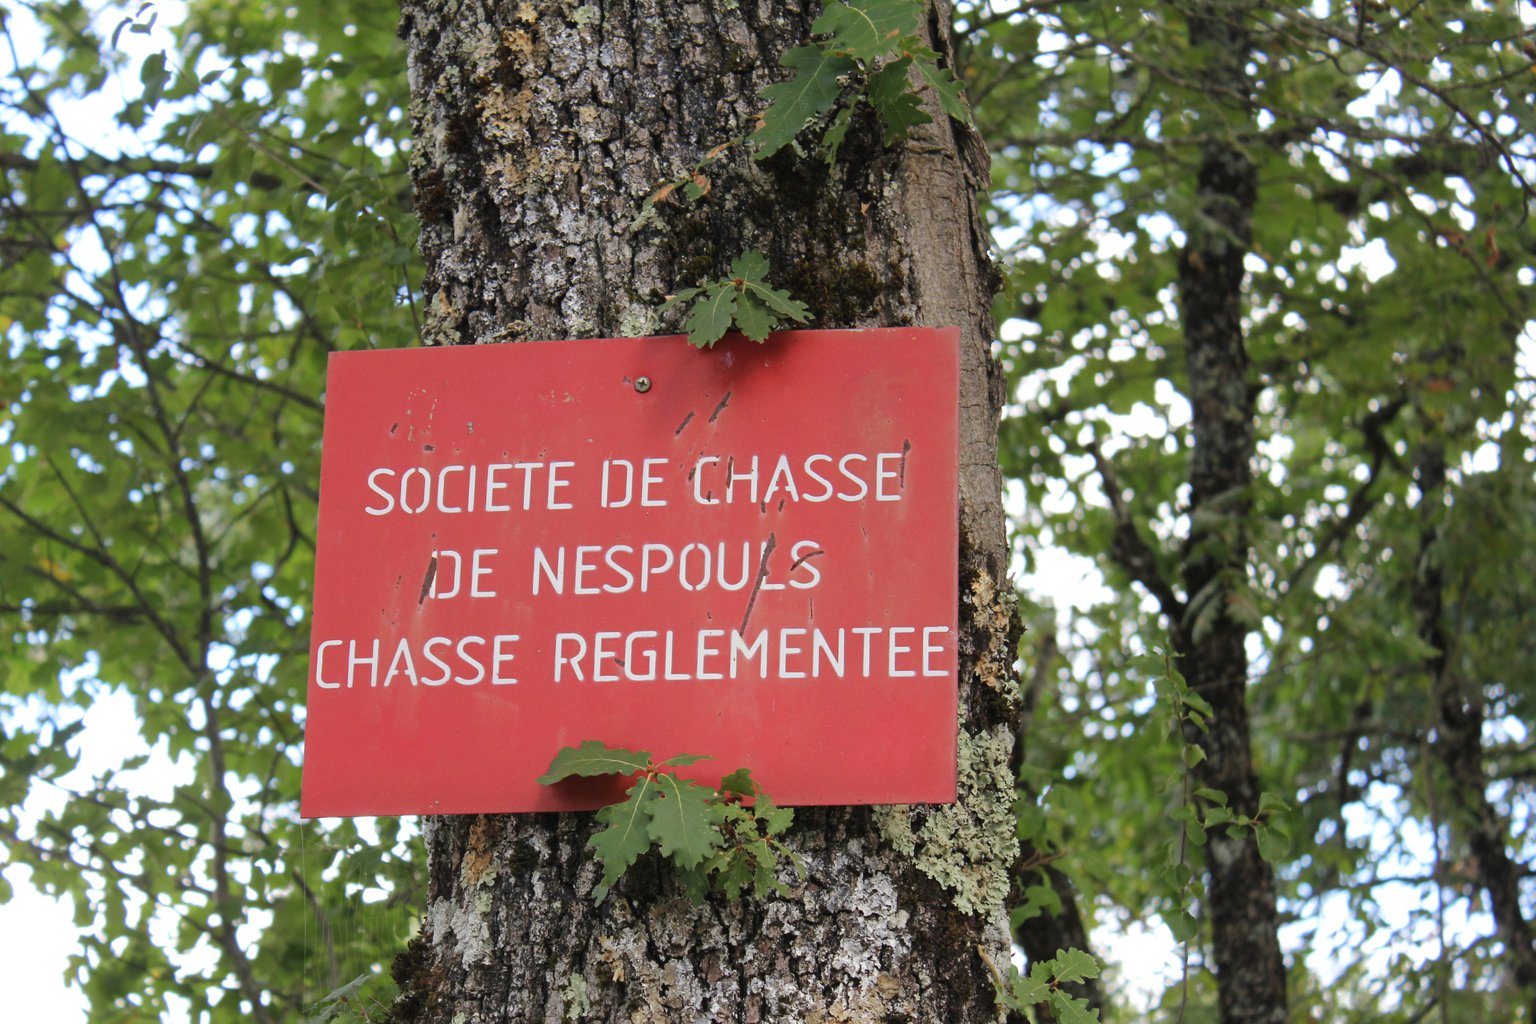 SOCIETE DE CHASSE
DE NESPOULS
CHASSE REGLEMENTEE